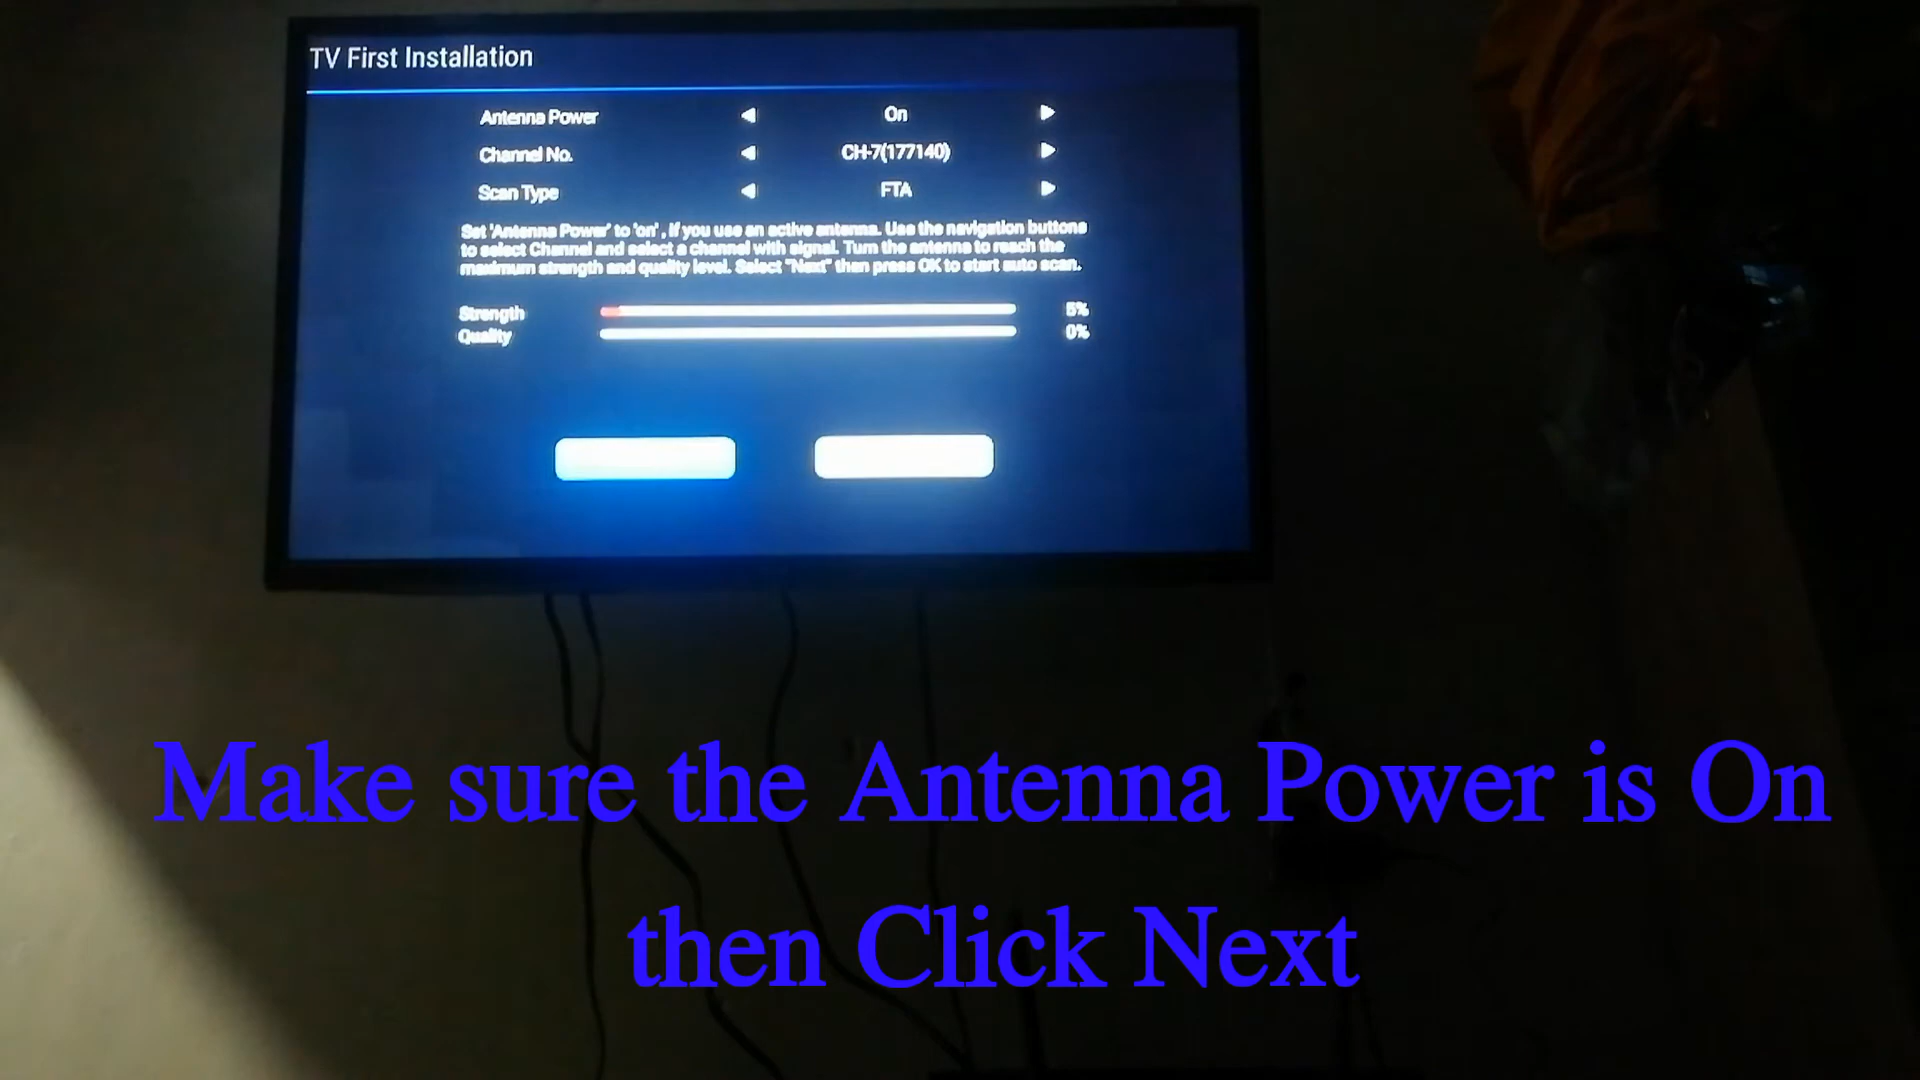 TV First Installation
Antenna Power On
Channel No. CH-7(177140)
Scan Type FTA
Set 'Antenna Power' to 'on' , if you use an active antenna. Use the navigation buttons
to select Channel and select a channel with signal. Turn the antenna to reach the
maximum strength and quality level. Select "Next" then press OK to start auto scan.
Strength 5%
Quality 0%
Make sure the Antenna Power is On
then Click Next